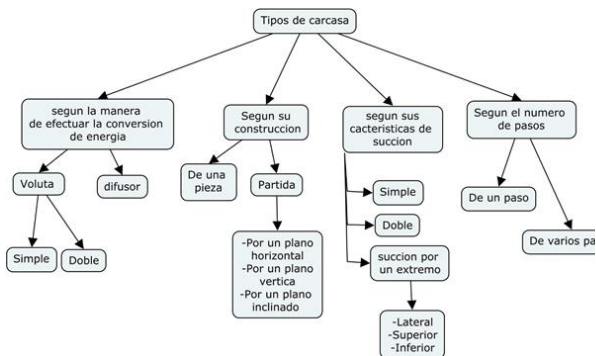 Tipos de carcasa
segun la manera
de efectuar la conversion
de energia
Segun su
construccion
segun sus
cacteristicas de
succion
Segun el numero
de pasos
Voluta
difusor
De una
pieza
Partida
Simple
Doble
succion por
un extremo
De un paso
De varios pa
Simple
Doble
-Por un plano
horizontal
-Por un plano
vertica
-Por un plano
inclinado
-Lateral
-Superior
-Inferior